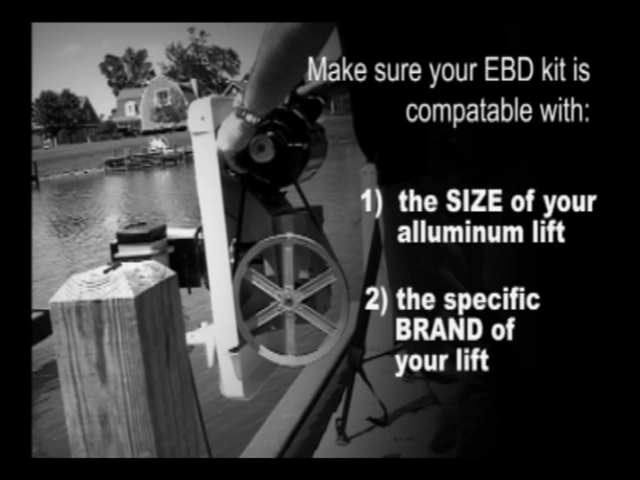 Make sure your EBD kit is
compatable with:
1) the SIZE of your
alluminum lift
2) the specific
BRAND of
your lift